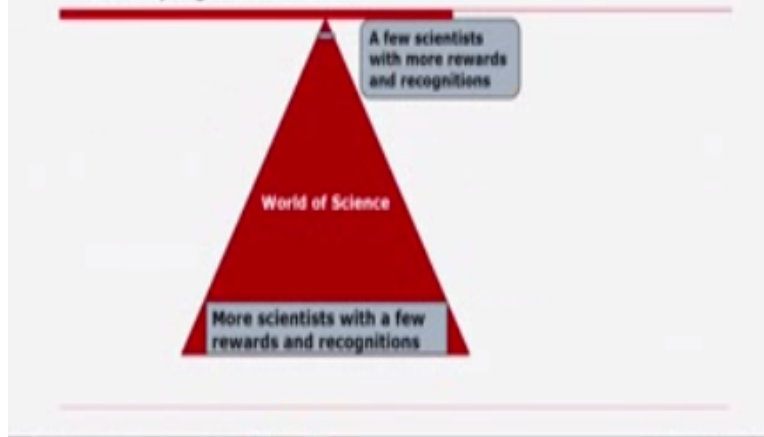 A few scientists
with more rewards
and recognitions
World of Science
More scientists with a few
rewards and recognitions